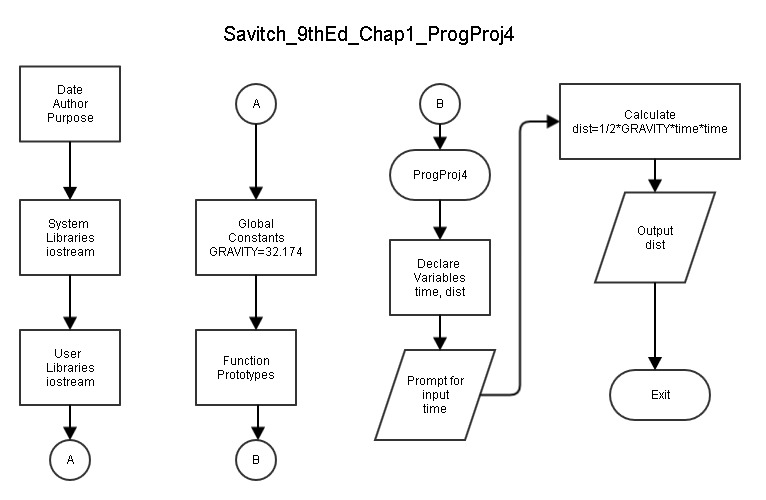 Savitch_9thEd_Chap1_ProgProj4
Date
Author
Purpose
System
Libraries
iostream
User
Libraries
iostream
A
A
Global
Constants
GRAVITY=32.174
Function
Prototypes
B
B
ProgProj4
Declare
Variables
time, dist
Prompt for
input
time
Calculate
dist=1/2*GRAVITY*time*time
Output
dist
Exit